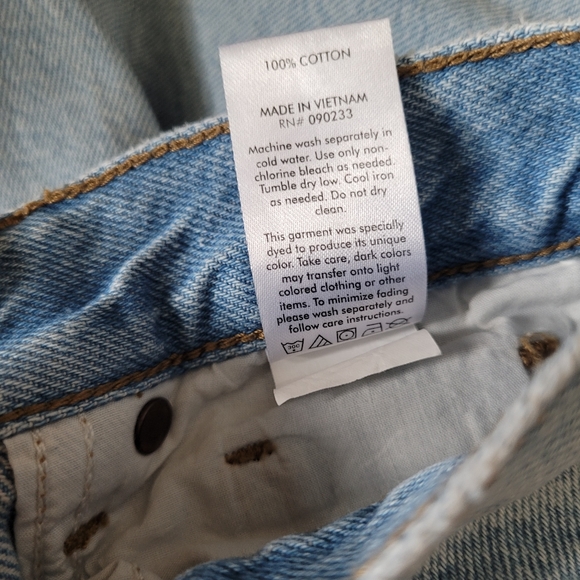 100% COTTON
MADE IN VIETNAM
RN# 090233
Machine wash separately in
cold water. Use only non-
chlorine bleach as needed.
Tumble dry low. Cool iron
as needed. Do not dry
clean.
This garment was specially
dyed to produce its unique
color. Take care, dark colors
may transfer onto light
colored clothing or other
items. To minimize fading
please wash separately and
follow care instructions.